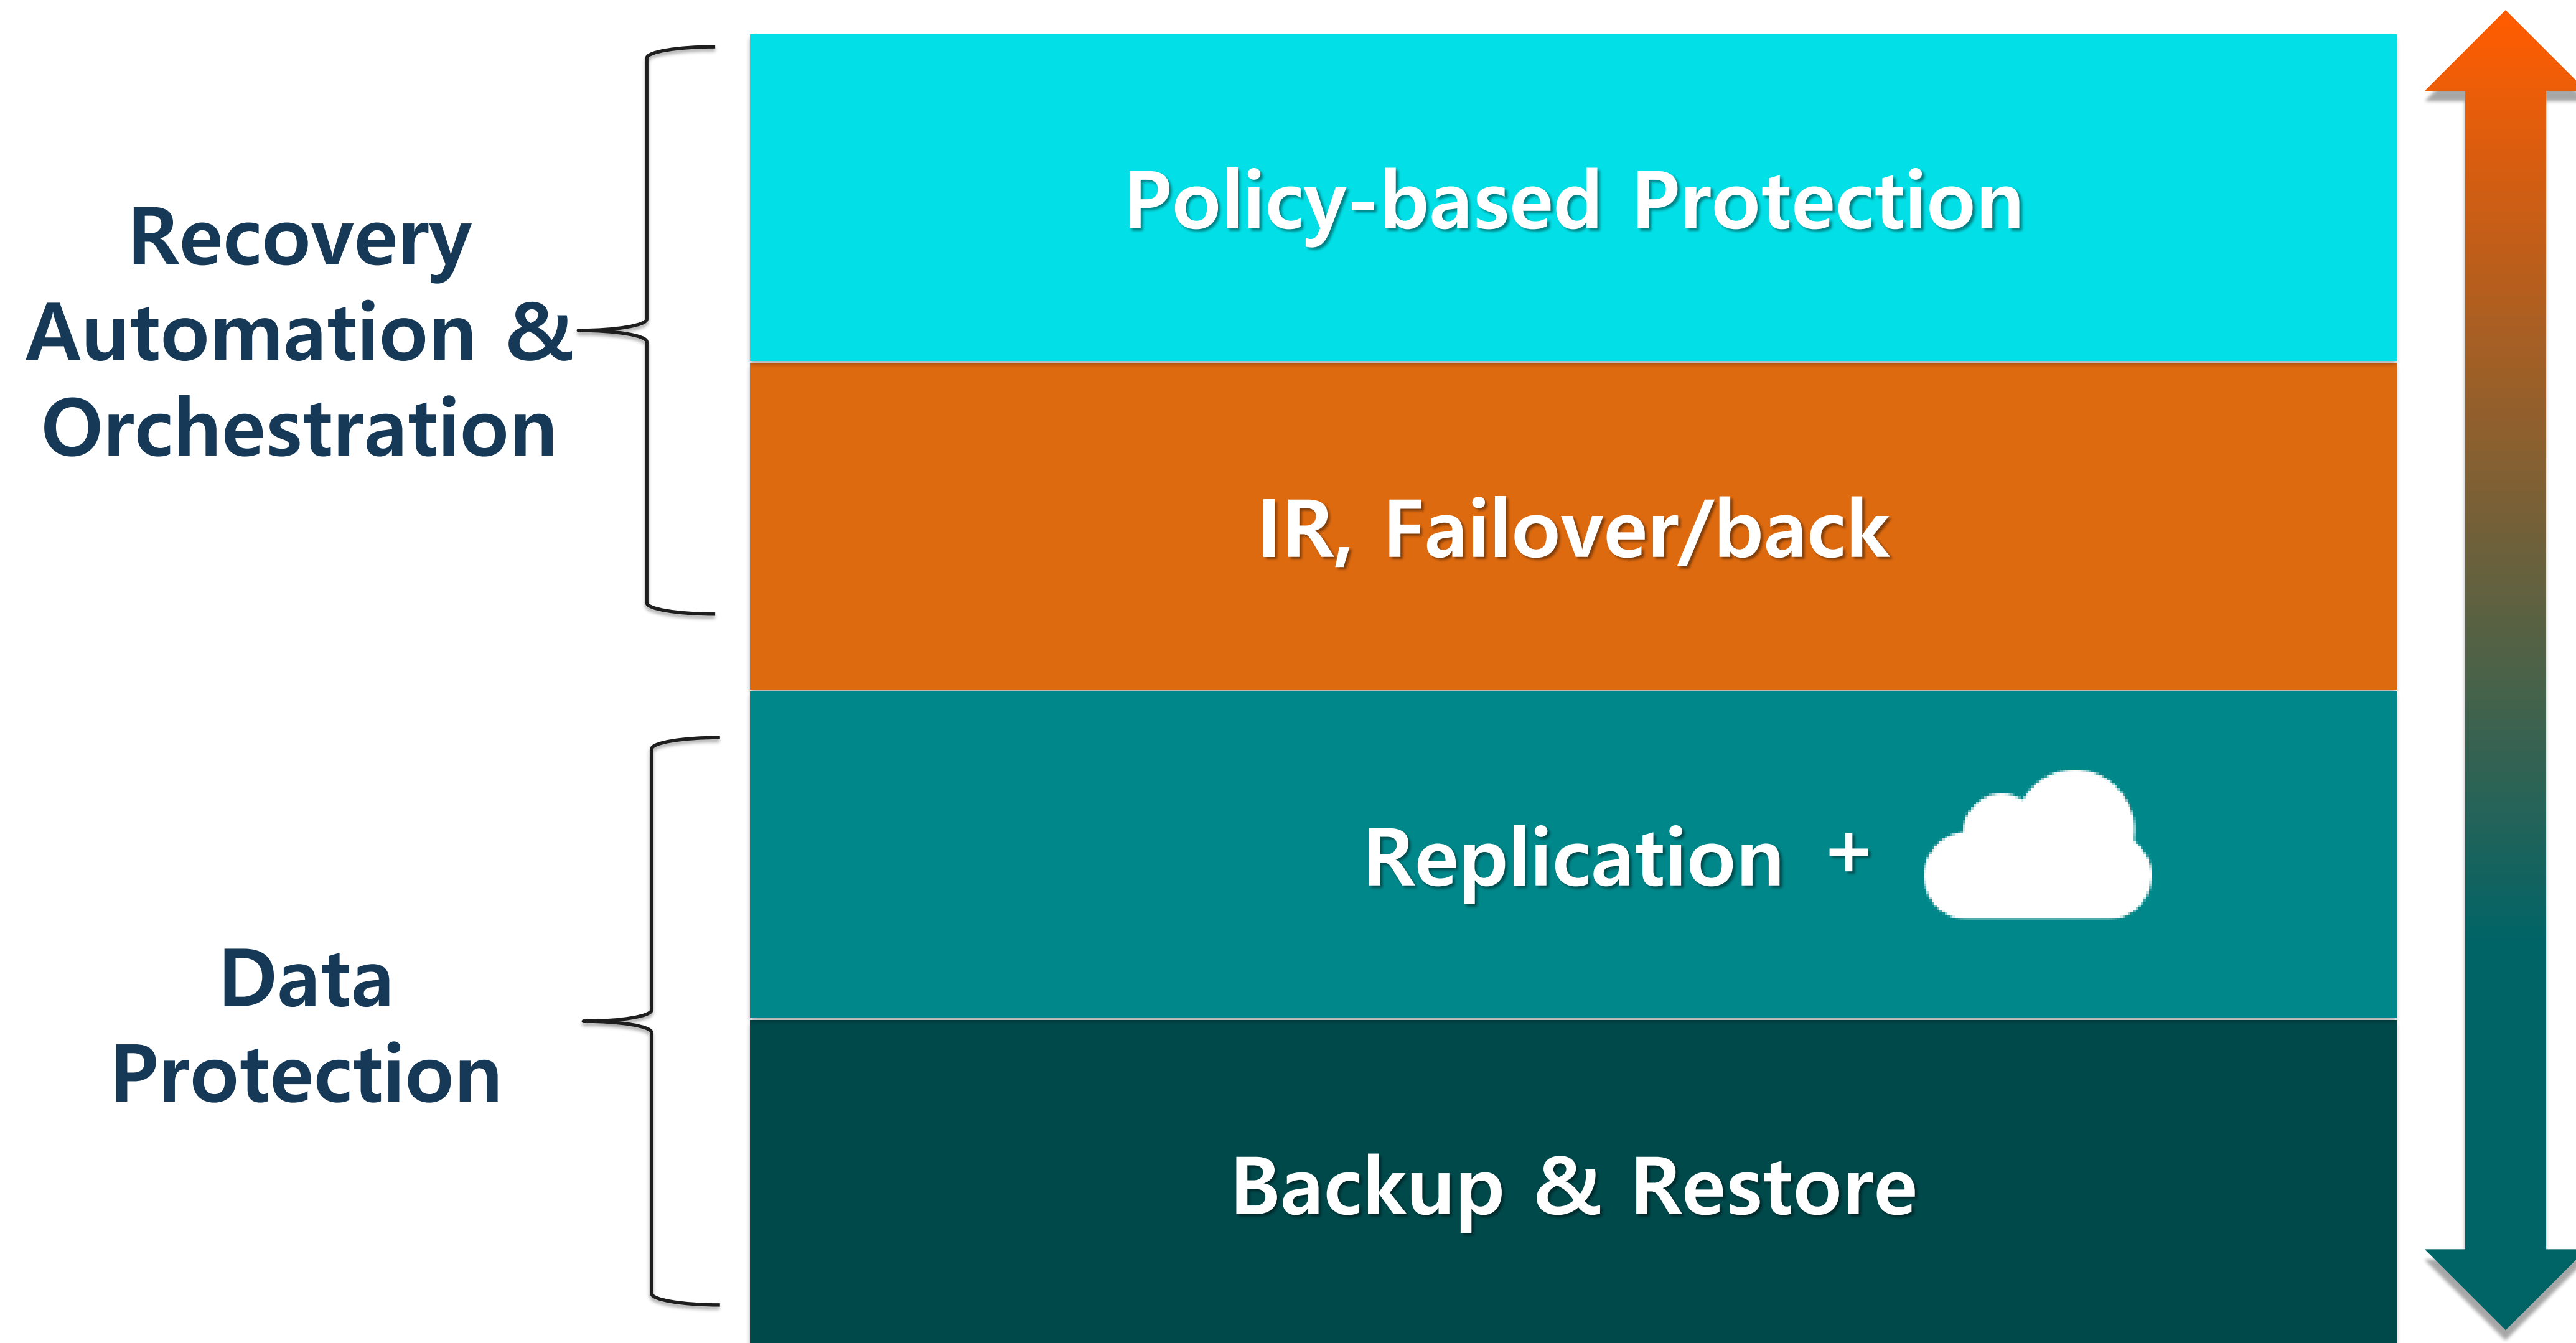 Recovery
Automation &
Orchestration
Policy-based Protection
IR, Failover/back
Data
Protection
Replication +
Backup & Restore